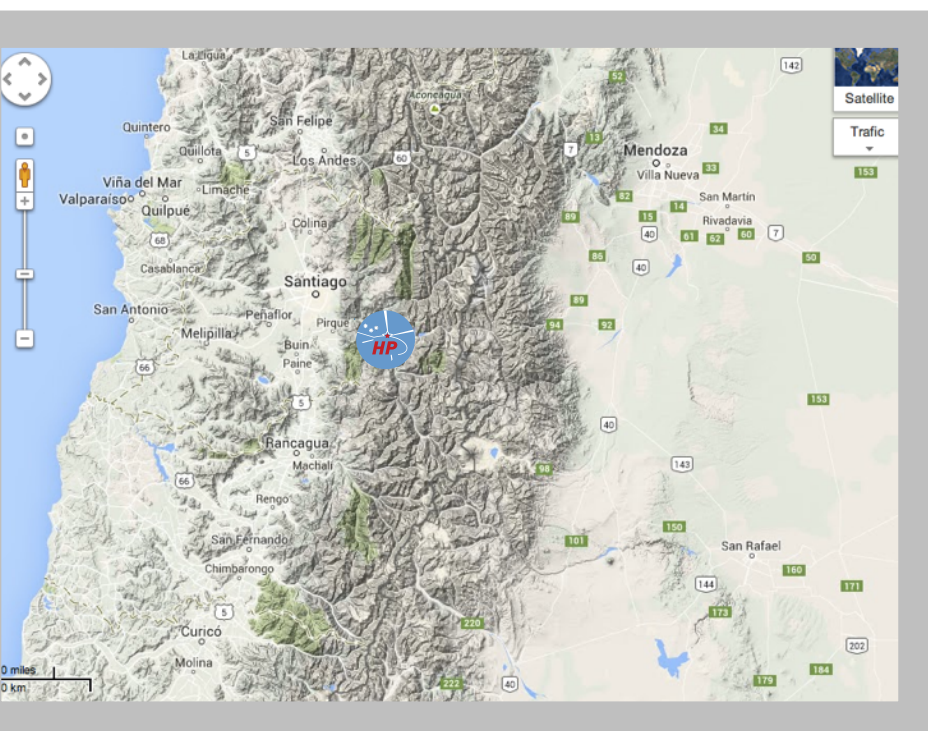 La Ligua
142
52
Aconcagua
Satellite
Quintero
San Felipe
34
13
Trafic
Quillota
5
Los Andes
60
7
Mendoza
33
Villa Nueva
153
Viña del Mar
Limache
82
San Martín
Valparaíso
14
Quilpué
89
15
Rivadavia
Colina
40
61
62
60
7
68
86
50
Casablanca
40
Santiago
89
San Antonio
Peñaflor
Pirque
94
92
Melipilla
Buin
HP
Paine
66
5
153
40
Rancagua
Machalí
98
143
66
Rengo
150
San Fernando
101
San Rafael
Chimbarongo
160
144
171
5
173
220
Curicó
202
Molina
0 miles
184
222
40
179
0 km